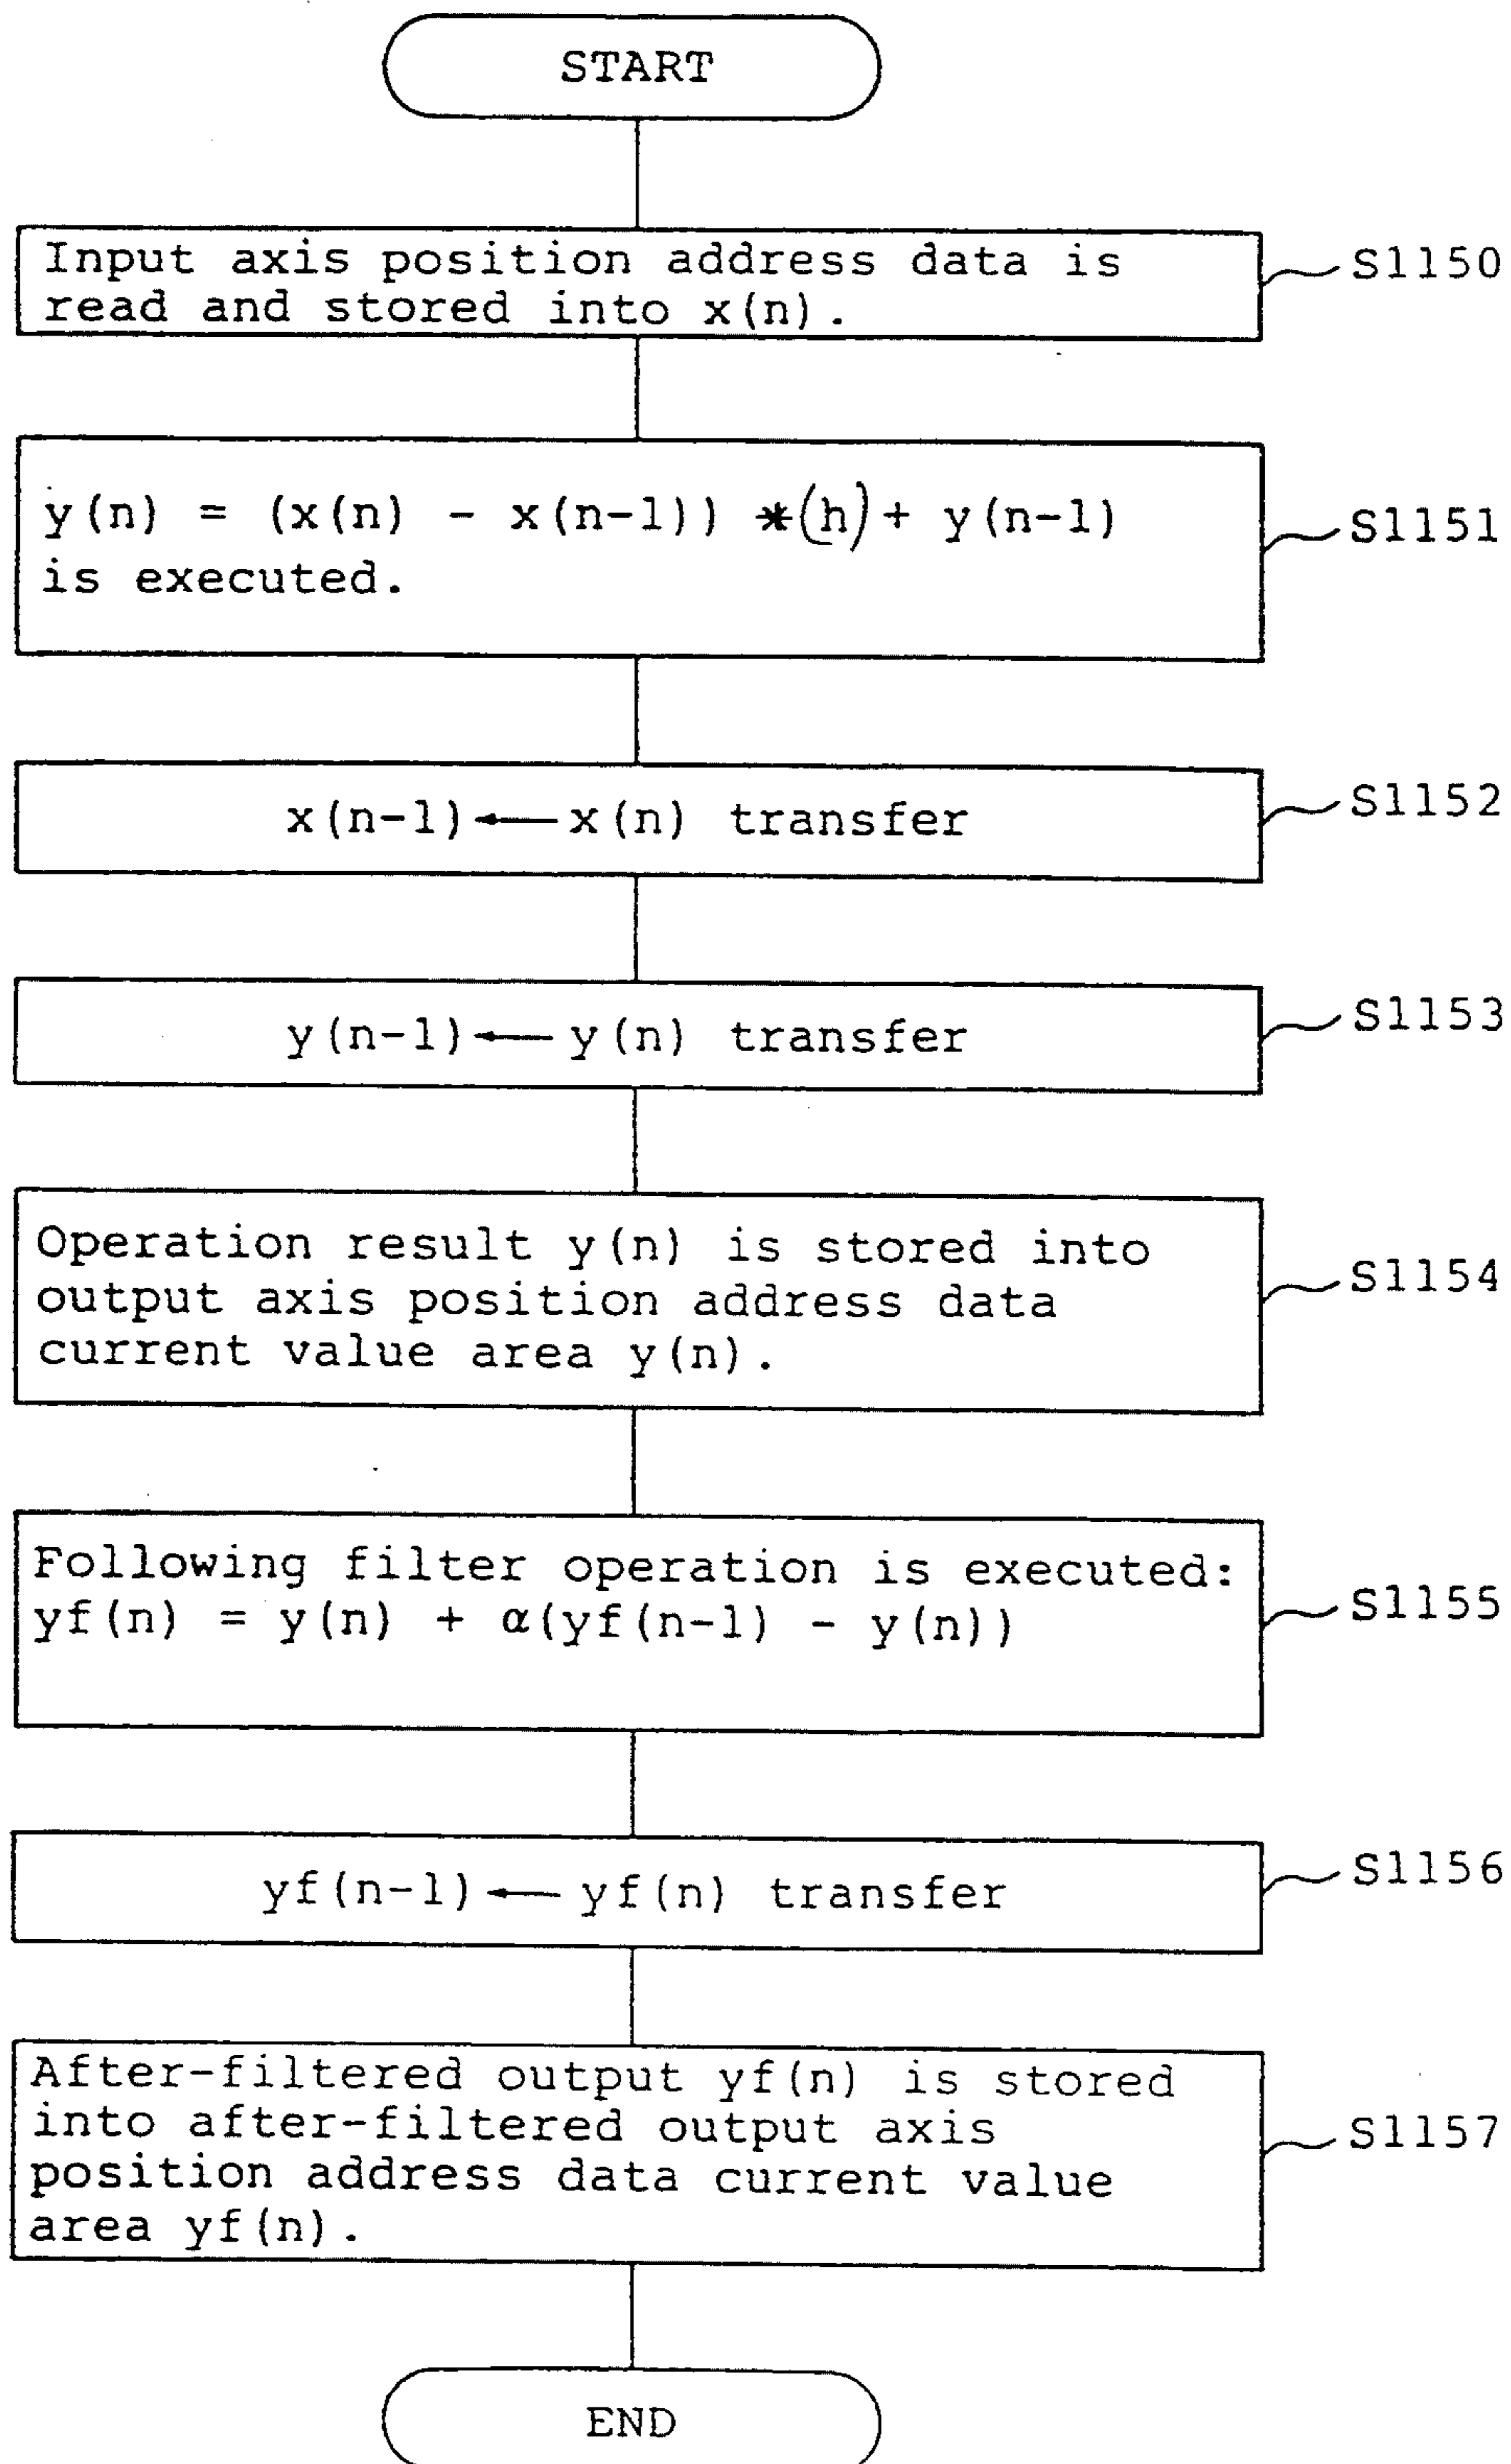 START
Input axis position address data is
read and stored into x(n).
S1150
y(n) = (x(n) - x(n-1)) *(h)+ y(n-1)
is executed.
S1151
x(n-1)← x(n) transfer
S1152
y(n-1)← y(n) transfer
S1153
Operation result y(n) is stored into
output axis position address data
current value area y(n).
S1154
Following filter operation is executed:
yf(n) = y(n) + α(yf(n-1) - y(n))
S1155
yf(n-1)← yf(n) transfer
S1156
After-filtered output yf(n) is stored
into after-filtered output axis
position address data current value
area yf(n).
S1157
END